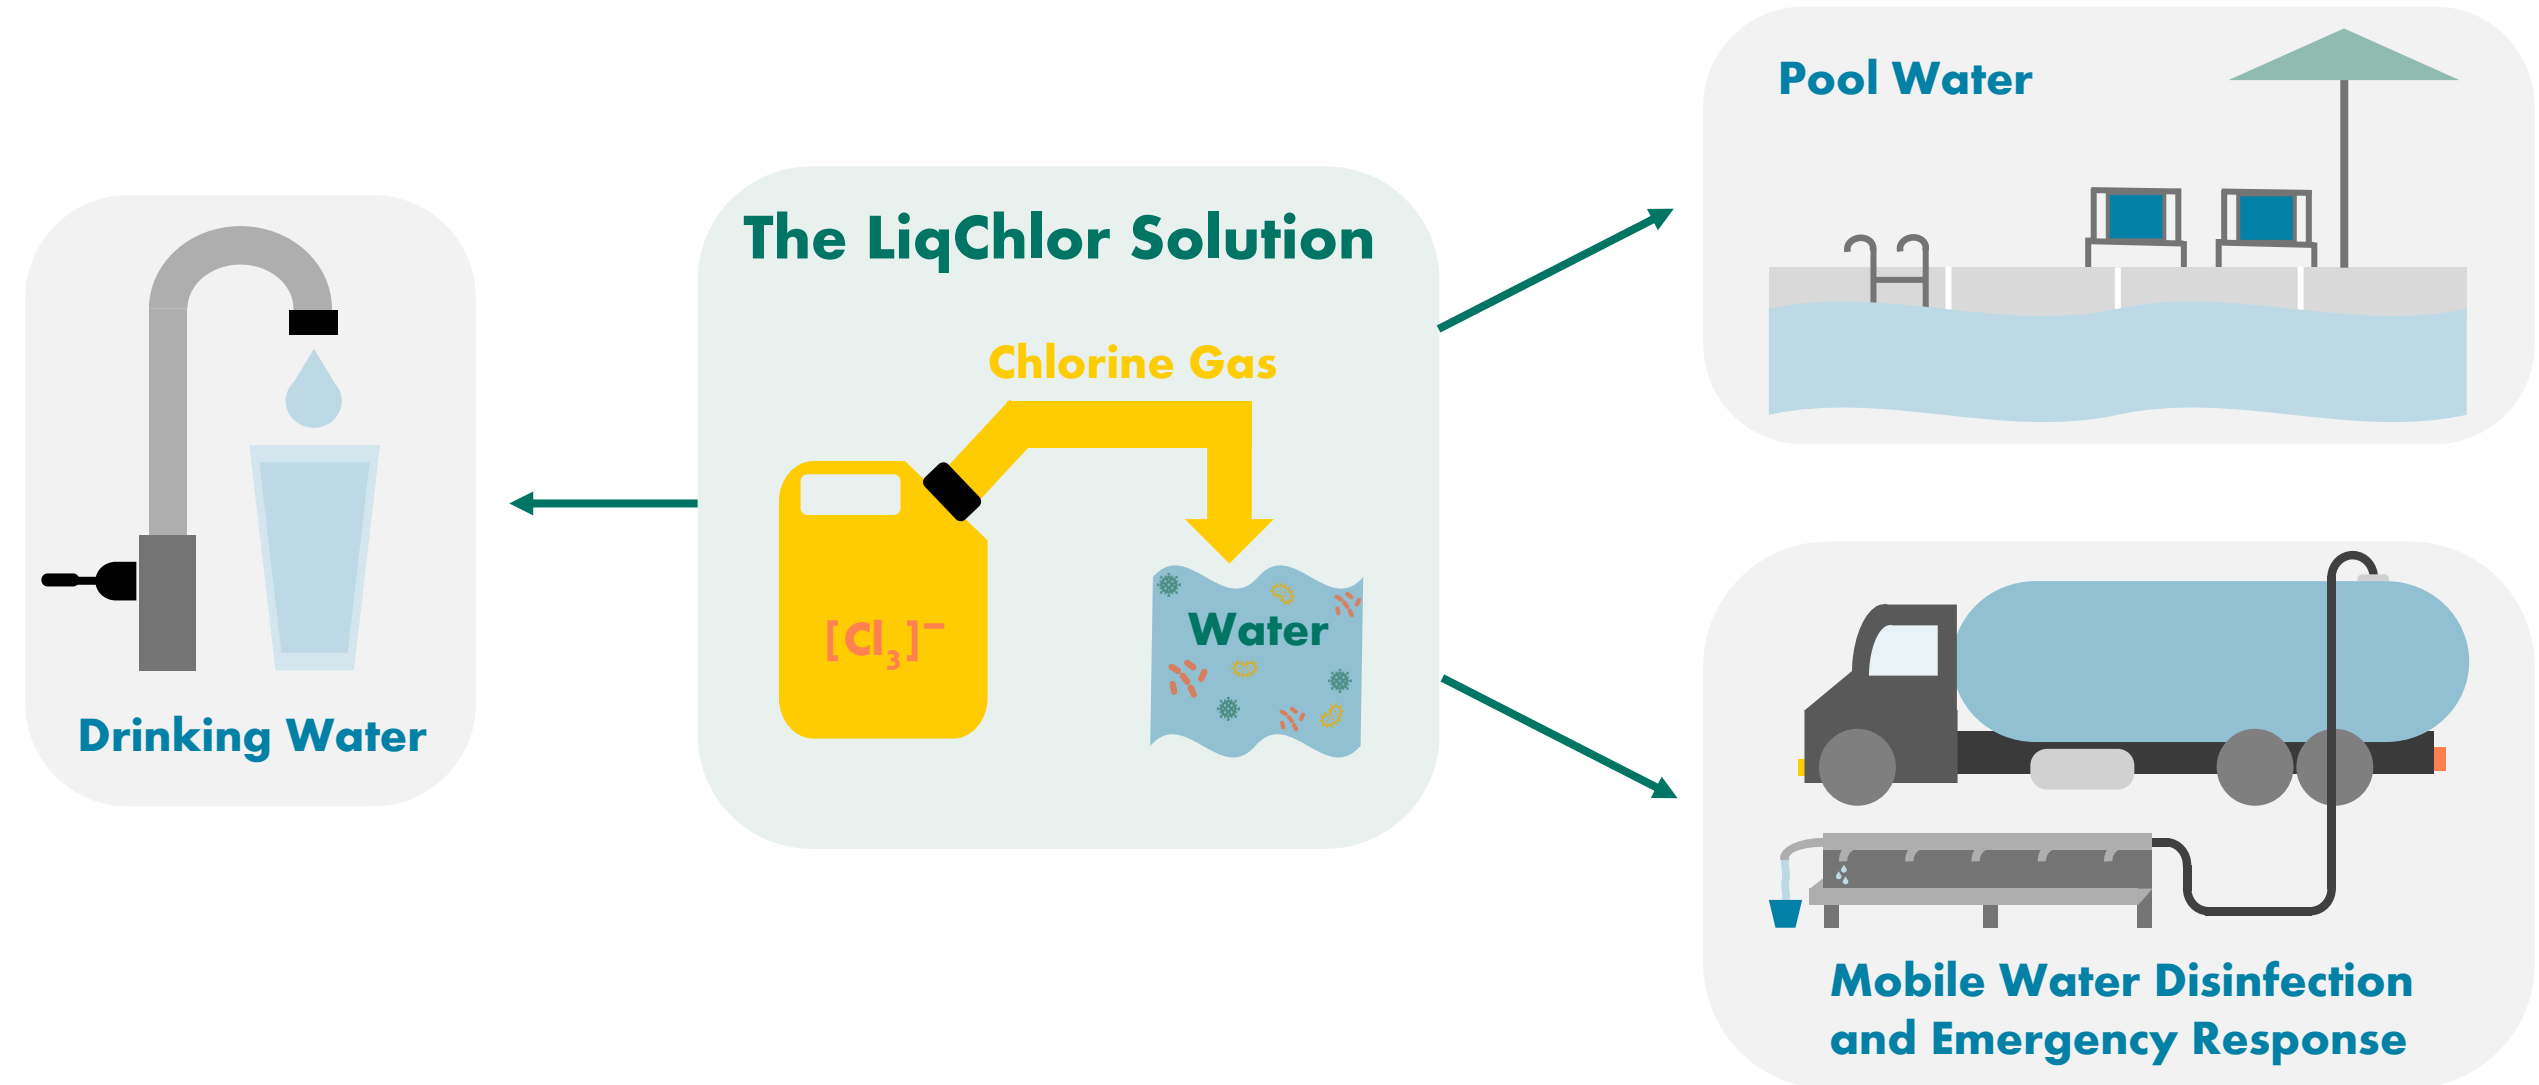 The LiqChlor Solution
Chlorine Gas
[Cl₃]⁻
Water
Drinking Water
Pool Water
Mobile Water Disinfection
and Emergency Response